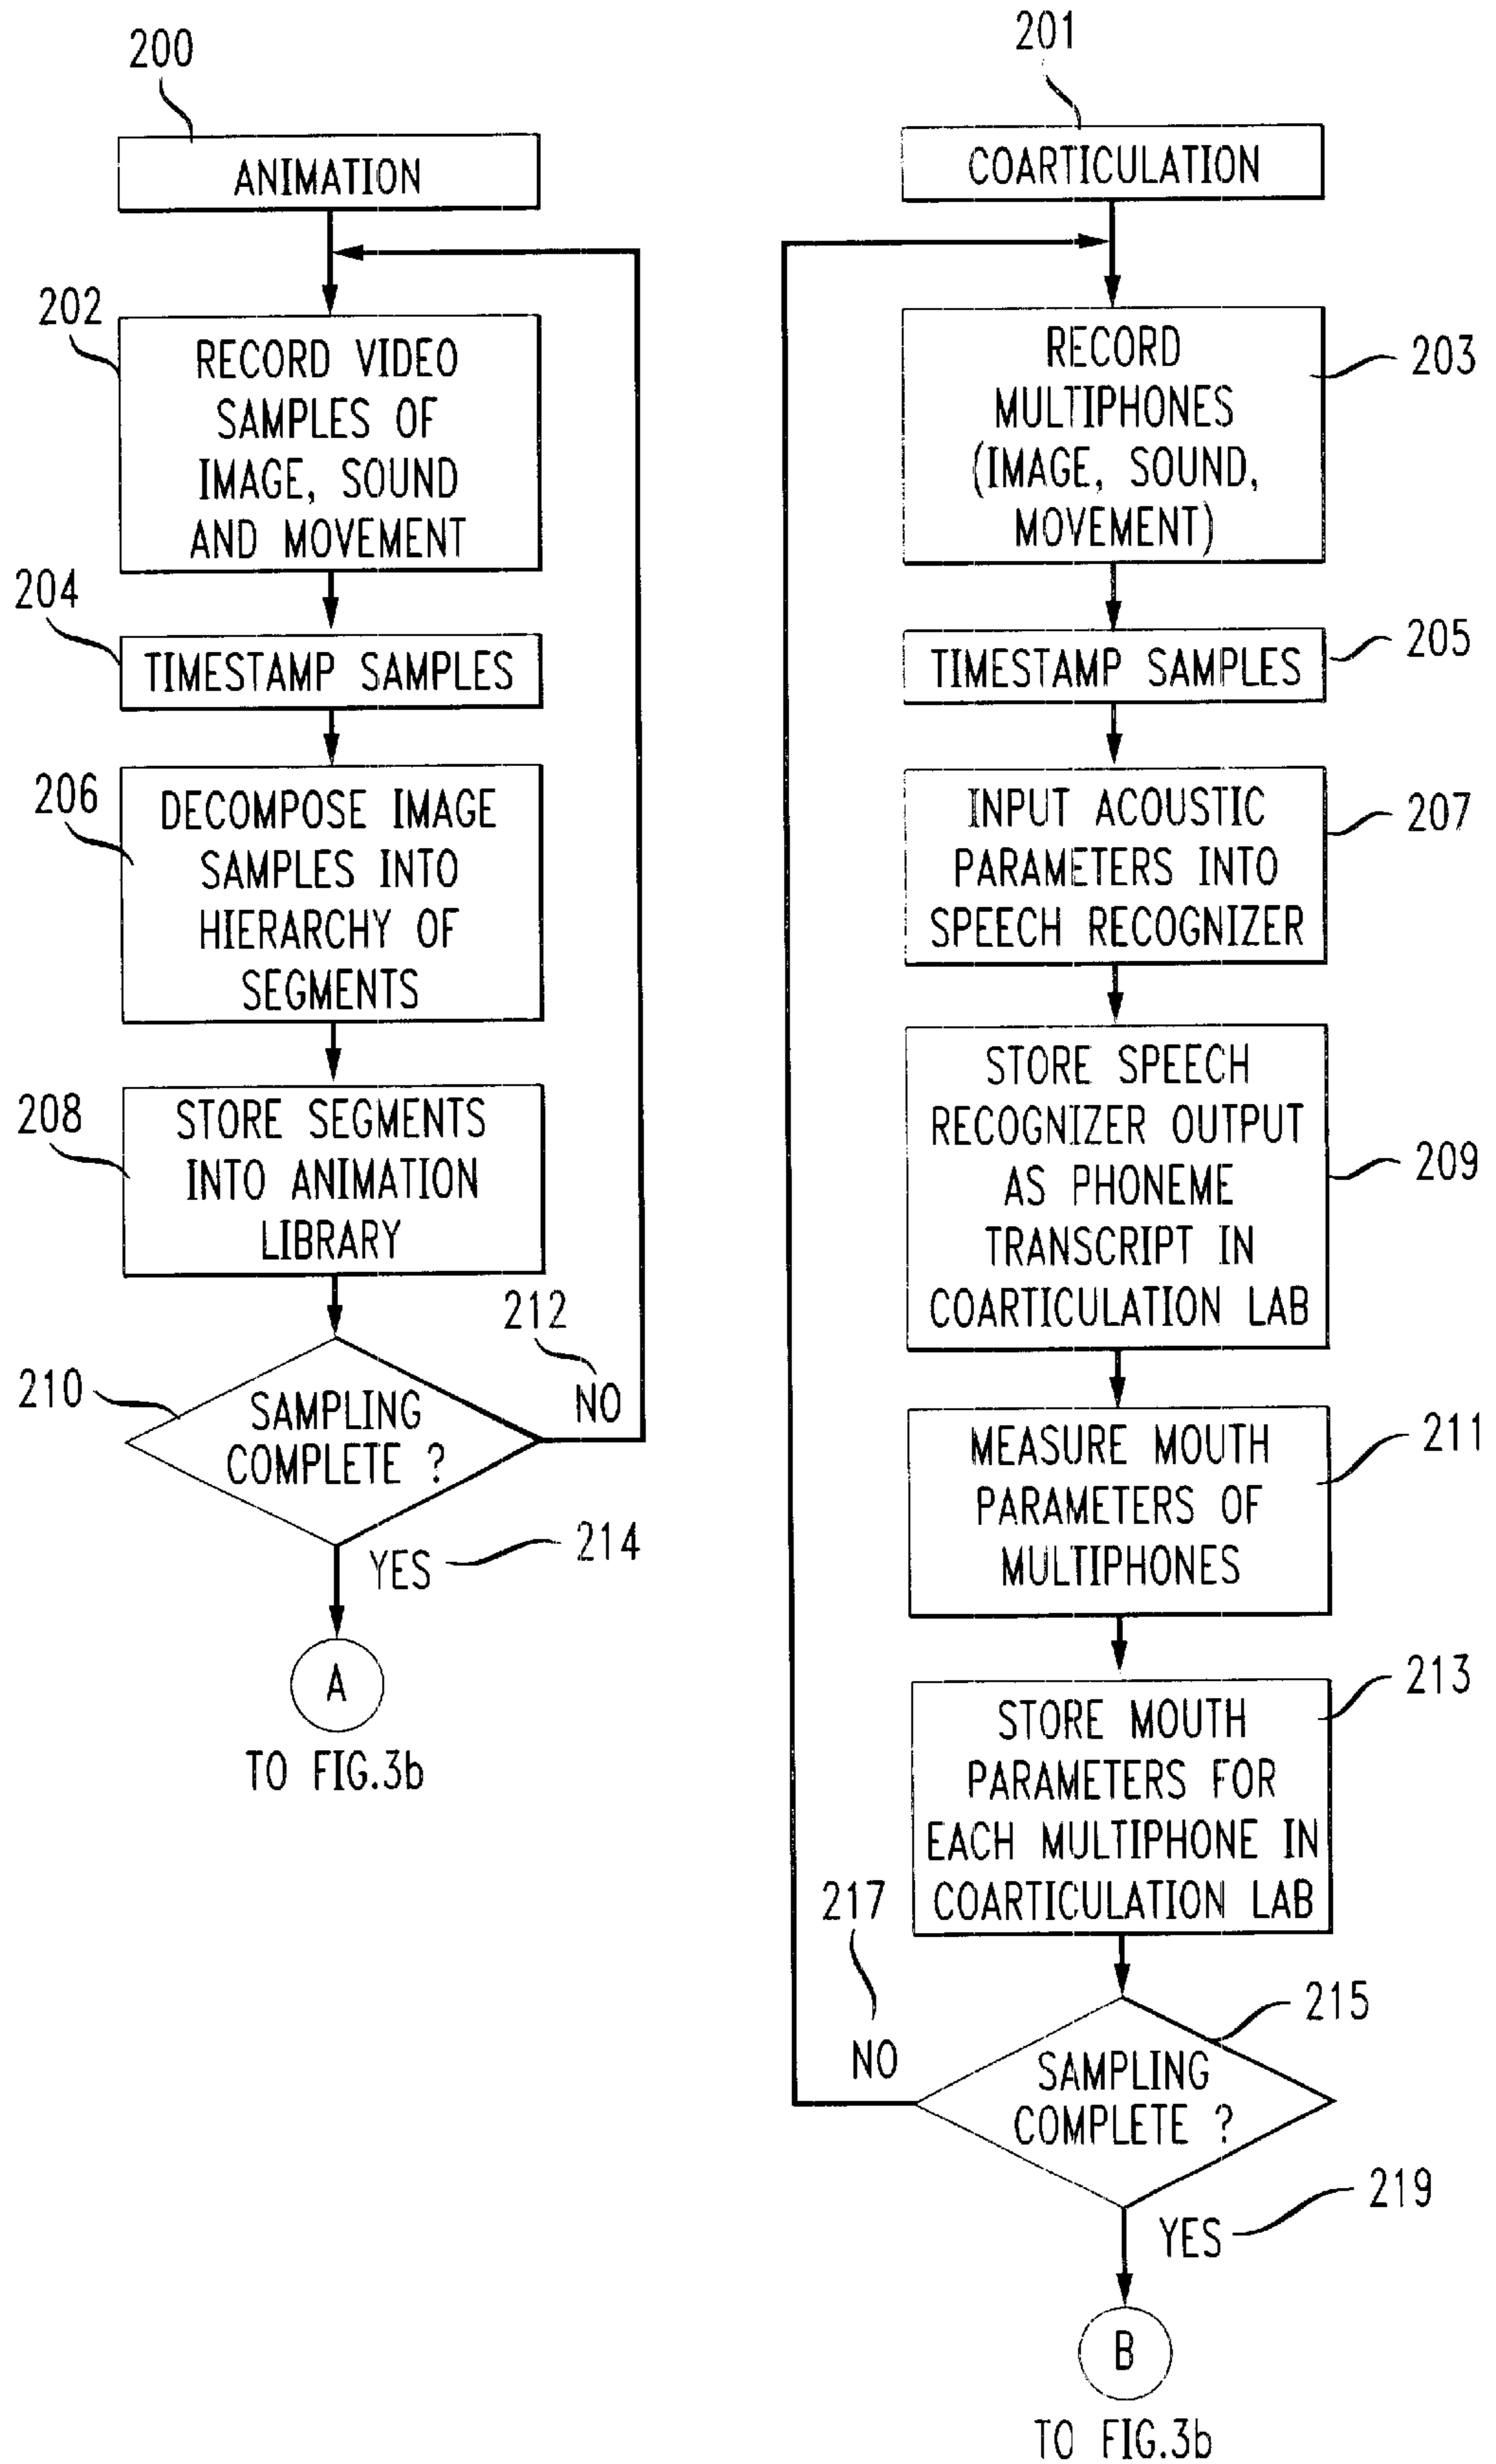 200
ANIMATION
202
RECORD VIDEO
SAMPLES OF
IMAGE, SOUND
AND MOVEMENT
204
TIMESTAMP SAMPLES
206
DECOMPOSE IMAGE
SAMPLES INTO
HIERARCHY OF
SEGMENTS
208
STORE SEGMENTS
INTO ANIMATION
LIBRARY
212
NO
210
SAMPLING
COMPLETE ?
YES
214
A
TO FIG.3b
201
COARTICULATION
RECORD
MULTIPHONES
(IMAGE, SOUND,
MOVEMENT)
203
TIMESTAMP SAMPLES
205
INPUT ACOUSTIC
PARAMETERS INTO
SPEECH RECOGNIZER
207
STORE SPEECH
RECOGNIZER OUTPUT
AS PHONEME
TRANSCRIPT IN
COARTICULATION LAB
209
MEASURE MOUTH
PARAMETERS OF
MULTIPHONES
211
STORE MOUTH
PARAMETERS FOR
EACH MULTIPHONE IN
COARTICULATION LAB
213
217
NO
SAMPLING
COMPLETE ?
215
YES
219
B
TO FIG.3b